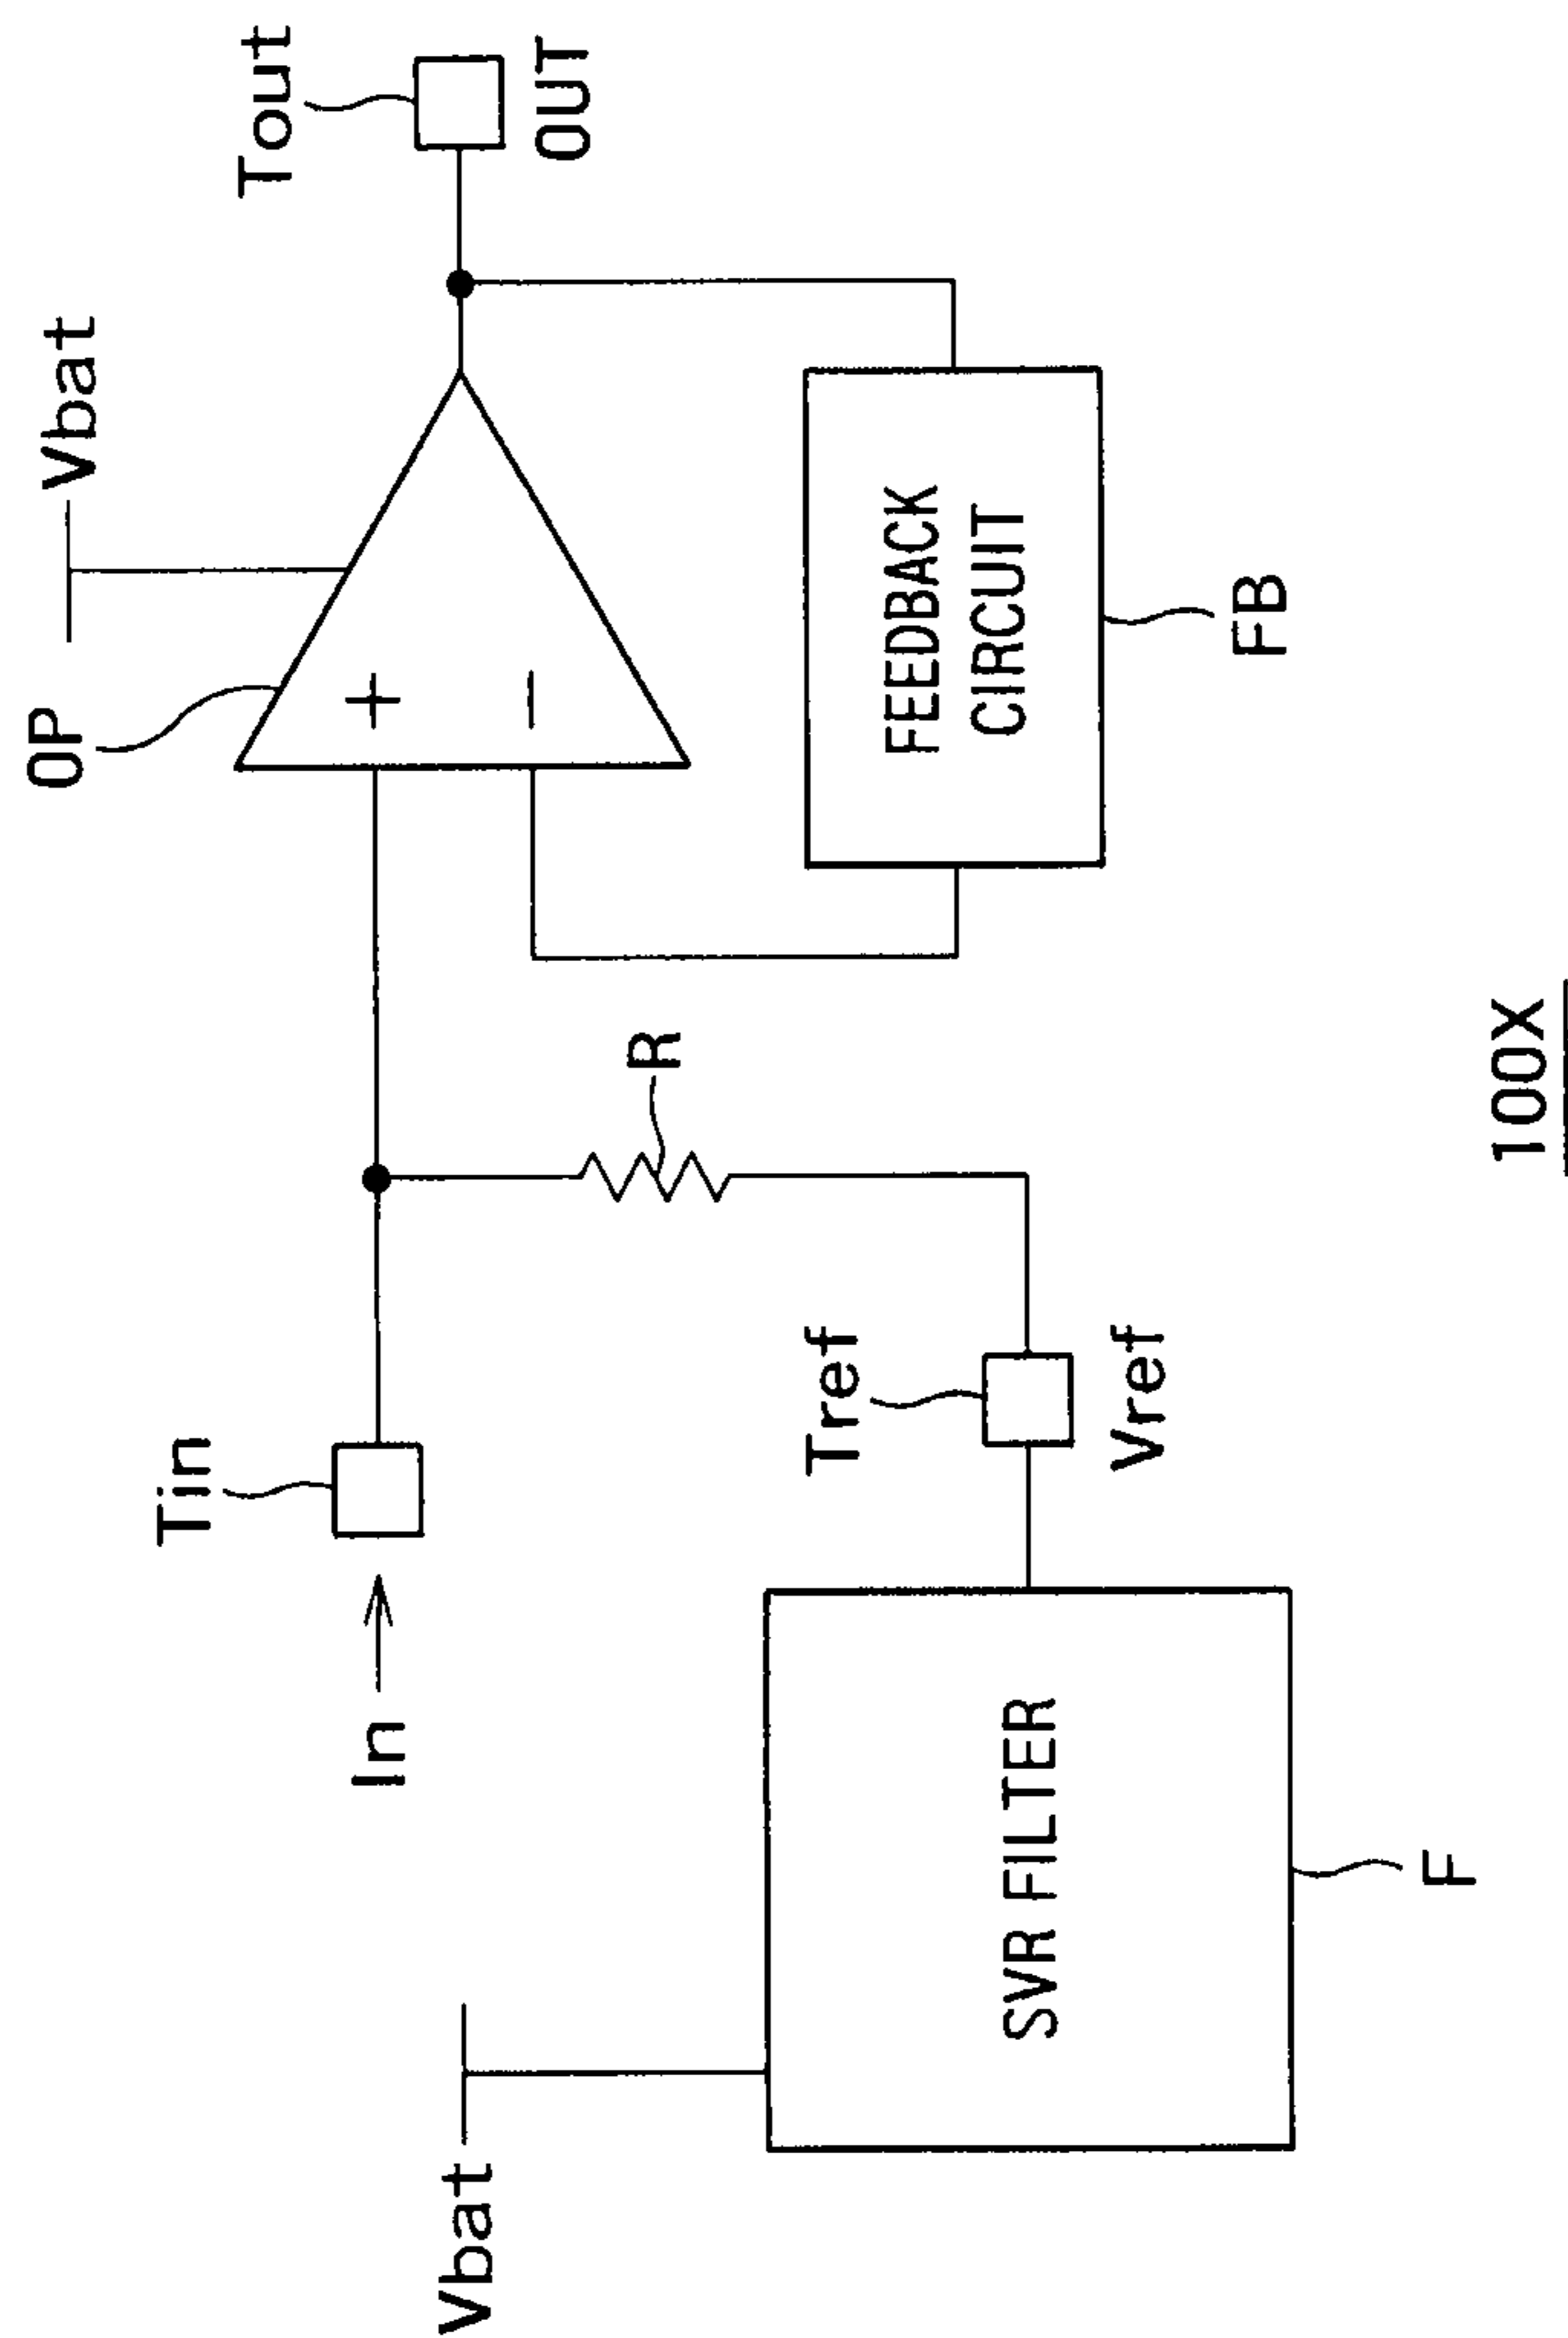 Vbat
OP
Tout
OUT
Tin
In
+
−
R
FEEDBACK
CIRCUIT
FB
Vbat
Tref
Vref
SVR FILTER
F
100X